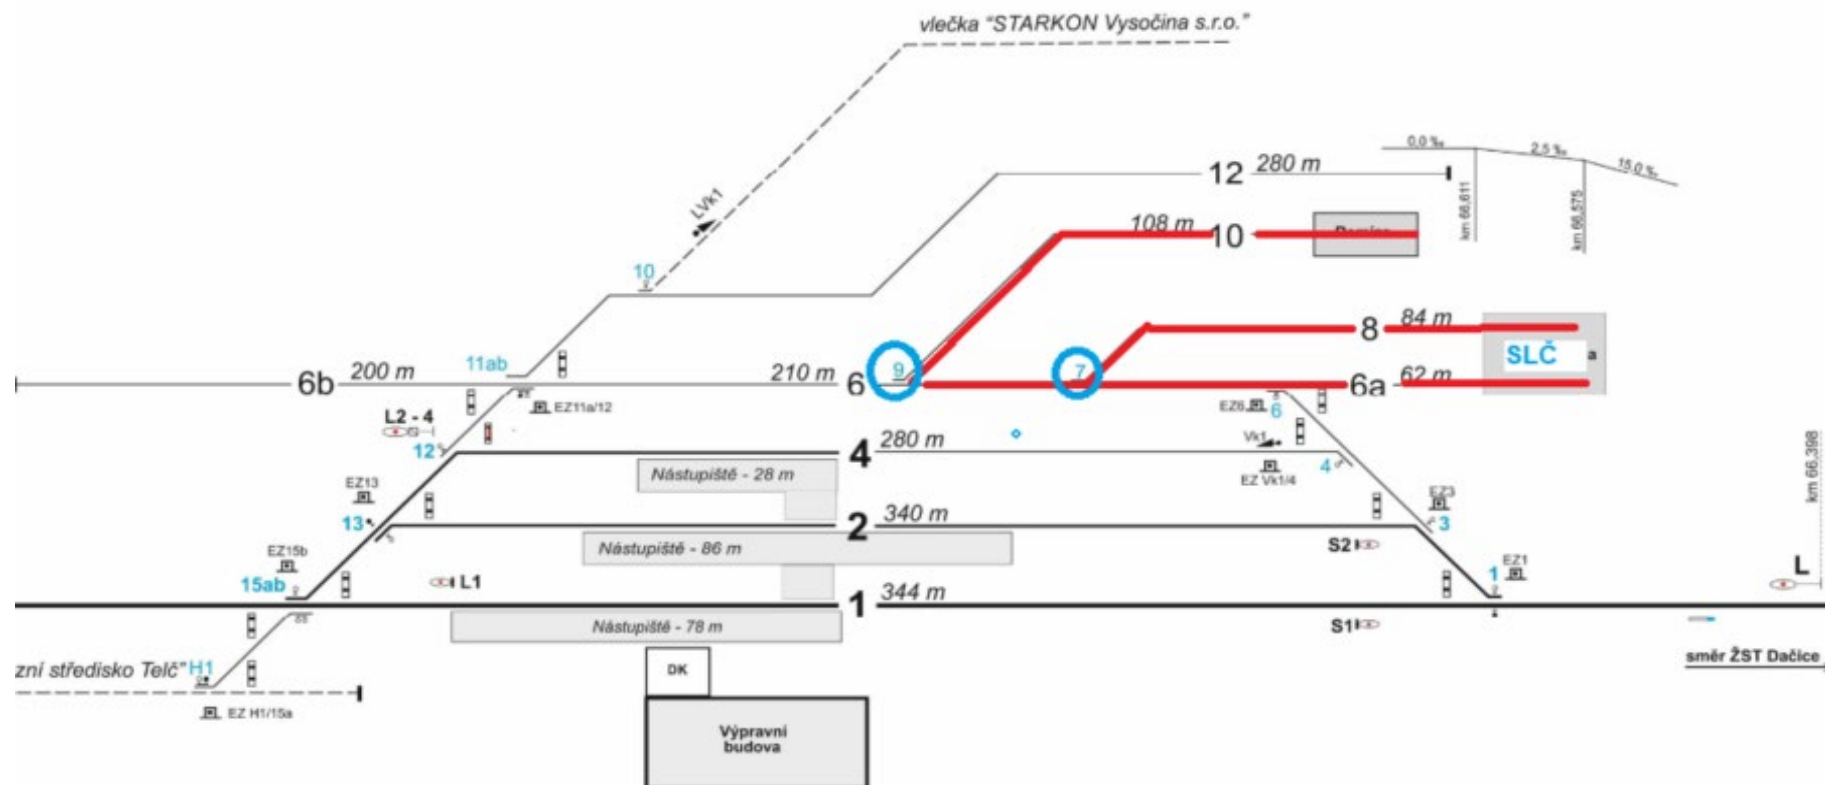 vlečka "STARKON Vysočina s.r.o."
0,0 ‰
2,5 ‰
15,0 ‰
12 280 m
LVk1
km 66,611
km 66,575
108 m 10
10
8 84 m
SLČ
a
11ab
9
7
6b 200 m
210 m 6
6a 62 m
EZ11a/12
EZ6
6
L2 - 4
12
4 280 m
Vk1
4
EZ Vk1/4
km 66,398
Nástupiště - 28 m
EZ13
13
EZ3
3
2 340 m
Nástupiště - 86 m
S2
EZ15b
15ab
L1
EZ1
1
L
1 344 m
Nástupiště - 78 m
S1
zní středisko Telč" H1
DK
směr ŽST Dačice
EZ H1/15a
Výpravní
budova